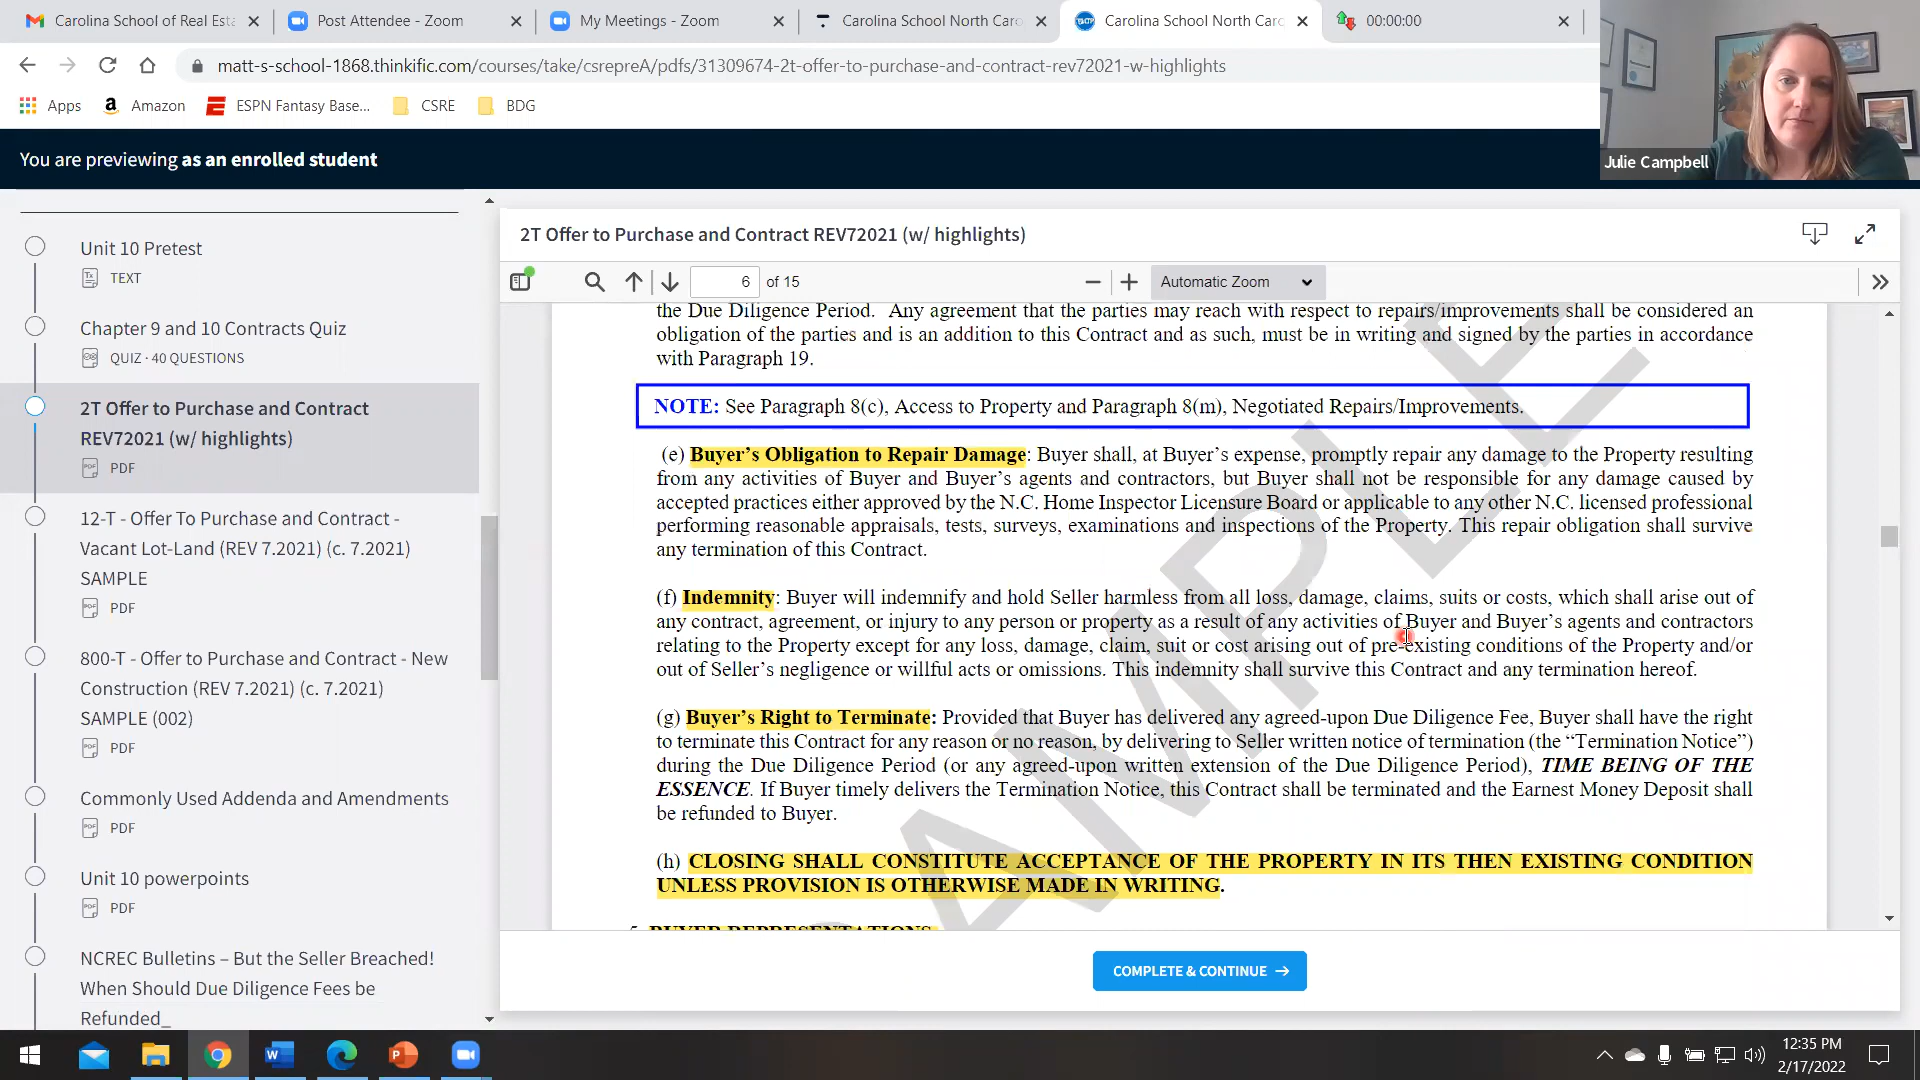 Carolina School of Real Esta
Post Attendee - Zoom
My Meetings - Zoom
Carolina School North Caro
Carolina School North Carc
00:00:00
matt-s-school-1868.thinkific.com/courses/take/csrepreA/pdfs/31309674-2t-offer-to-purchase-and-contract-rev72021-w-highlights
Apps
Amazon
ESPN Fantasy Base...
CSRE
BDG
Julie Campbell
You are previewing as an enrolled student
Unit 10 Pretest
TEXT
Chapter 9 and 10 Contracts Quiz
QUIZ · 40 QUESTIONS
2T Offer to Purchase and Contract
REV72021 (w/ highlights)
PDF
12-T - Offer To Purchase and Contract -
Vacant Lot-Land (REV 7.2021) (c. 7.2021)
SAMPLE
PDF
800-T - Offer to Purchase and Contract - New
Construction (REV 7.2021) (c. 7.2021)
SAMPLE (002)
PDF
Commonly Used Addenda and Amendments
PDF
Unit 10 powerpoints
PDF
NCREC Bulletins – But the Seller Breached!
When Should Due Diligence Fees be
Refunded_
2T Offer to Purchase and Contract REV72021 (w/ highlights)
6 of 15
Automatic Zoom
the Due Diligence Period. Any agreement that the parties may reach with respect to repairs/improvements shall be considered an
obligation of the parties and is an addition to this Contract and as such, must be in writing and signed by the parties in accordance
with Paragraph 19.
NOTE: See Paragraph 8(c), Access to Property and Paragraph 8(m), Negotiated Repairs/Improvements.
(e) Buyer's Obligation to Repair Damage: Buyer shall, at Buyer's expense, promptly repair any damage to the Property resulting
from any activities of Buyer and Buyer's agents and contractors, but Buyer shall not be responsible for any damage caused by
accepted practices either approved by the N.C. Home Inspector Licensure Board or applicable to any other N.C. licensed professional
performing reasonable appraisals, tests, surveys, examinations and inspections of the Property. This repair obligation shall survive
any termination of this Contract.
(f) Indemnity: Buyer will indemnify and hold Seller harmless from all loss, damage, claims, suits or costs, which shall arise out of
any contract, agreement, or injury to any person or property as a result of any activities of Buyer and Buyer's agents and contractors
relating to the Property except for any loss, damage, claim, suit or cost arising out of pre-existing conditions of the Property and/or
out of Seller's negligence or willful acts or omissions. This indemnity shall survive this Contract and any termination hereof.
(g) Buyer's Right to Terminate: Provided that Buyer has delivered any agreed-upon Due Diligence Fee, Buyer shall have the right
to terminate this Contract for any reason or no reason, by delivering to Seller written notice of termination (the “Termination Notice”)
during the Due Diligence Period (or any agreed-upon written extension of the Due Diligence Period), TIME BEING OF THE
ESSENCE. If Buyer timely delivers the Termination Notice, this Contract shall be terminated and the Earnest Money Deposit shall
be refunded to Buyer.
(h) CLOSING SHALL CONSTITUTE ACCEPTANCE OF THE PROPERTY IN ITS THEN EXISTING CONDITION
UNLESS PROVISION IS OTHERWISE MADE IN WRITING.
5. BUYER REPRESENTATIONS
SAMPLE
COMPLETE & CONTINUE →
12:35 PM
2/17/2022